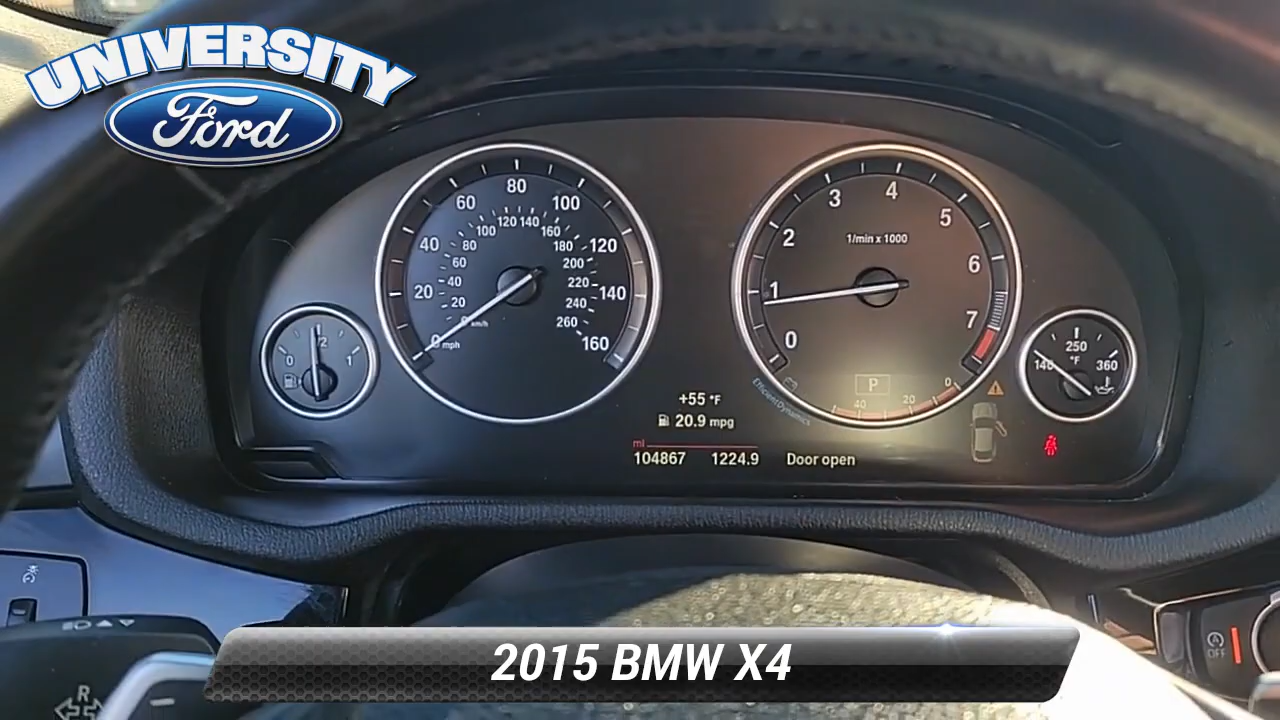 UNIVERSITY
Ford
20
40
60
80
100
120
140
160
0 mph
20
40
60
80
100
120
140
160
180
200
220
240
260
km/h
0
1/2
1
0
1
2
3
4
5
6
7
1/min x 1000
P
40
20
0
EfficientDynamics
250
°F
140
360
+55 °F
20.9 mpg
mi
104867 1224.9 Door open
R
OFF
2015 BMW X4